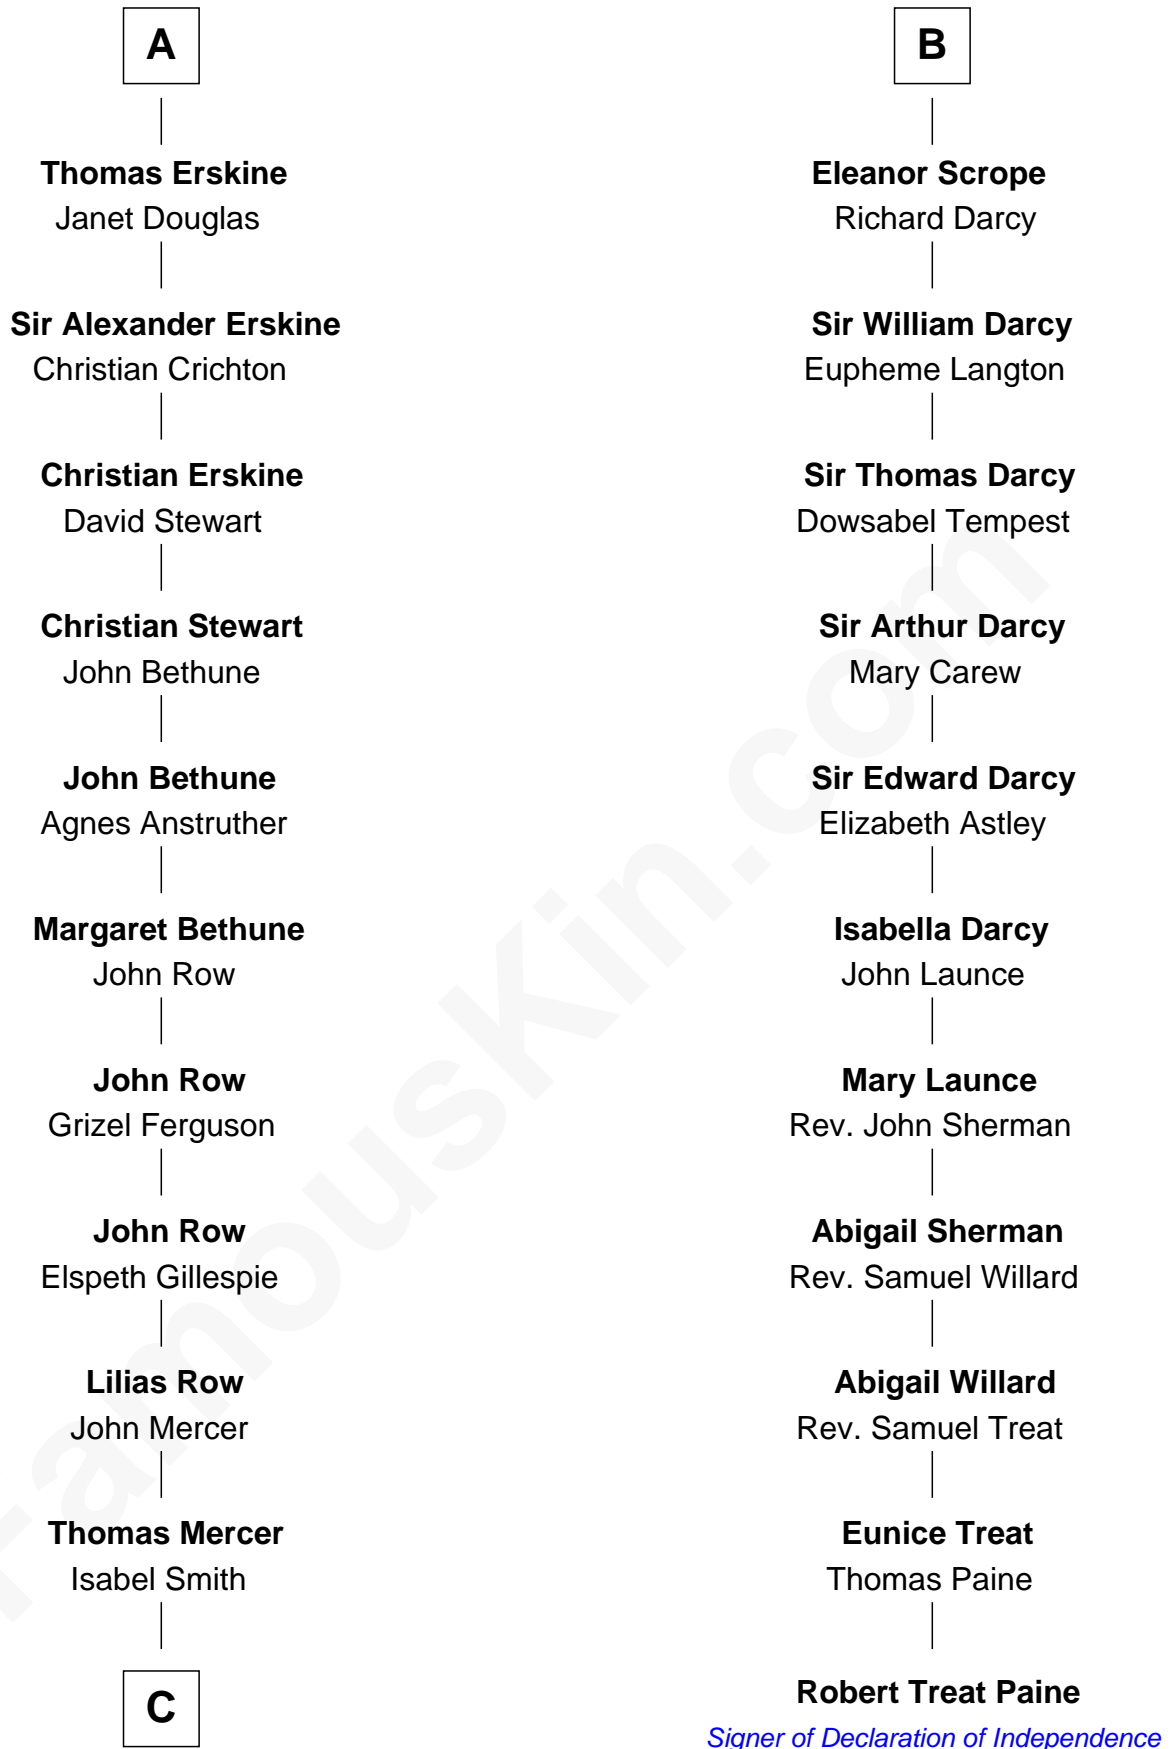 A
Thomas Erskine
Janet Douglas
Sir Alexander Erskine
Christian Crichton
Christian Erskine
David Stewart
Christian Stewart
John Bethune
John Bethune
Agnes Anstruther
Margaret Bethune
John Row
John Row
Grizel Ferguson
John Row
Elspeth Gillespie
Lilias Row
John Mercer
Thomas Mercer
Isabel Smith
C
B
Eleanor Scrope
Richard Darcy
Sir William Darcy
Eupheme Langton
Sir Thomas Darcy
Dowsabel Tempest
Sir Arthur Darcy
Mary Carew
Sir Edward Darcy
Elizabeth Astley
Isabella Darcy
John Launce
Mary Launce
Rev. John Sherman
Abigail Sherman
Rev. Samuel Willard
Abigail Willard
Rev. Samuel Treat
Eunice Treat
Thomas Paine
Robert Treat Paine
Signer of Declaration of Independence
FamousKin.com